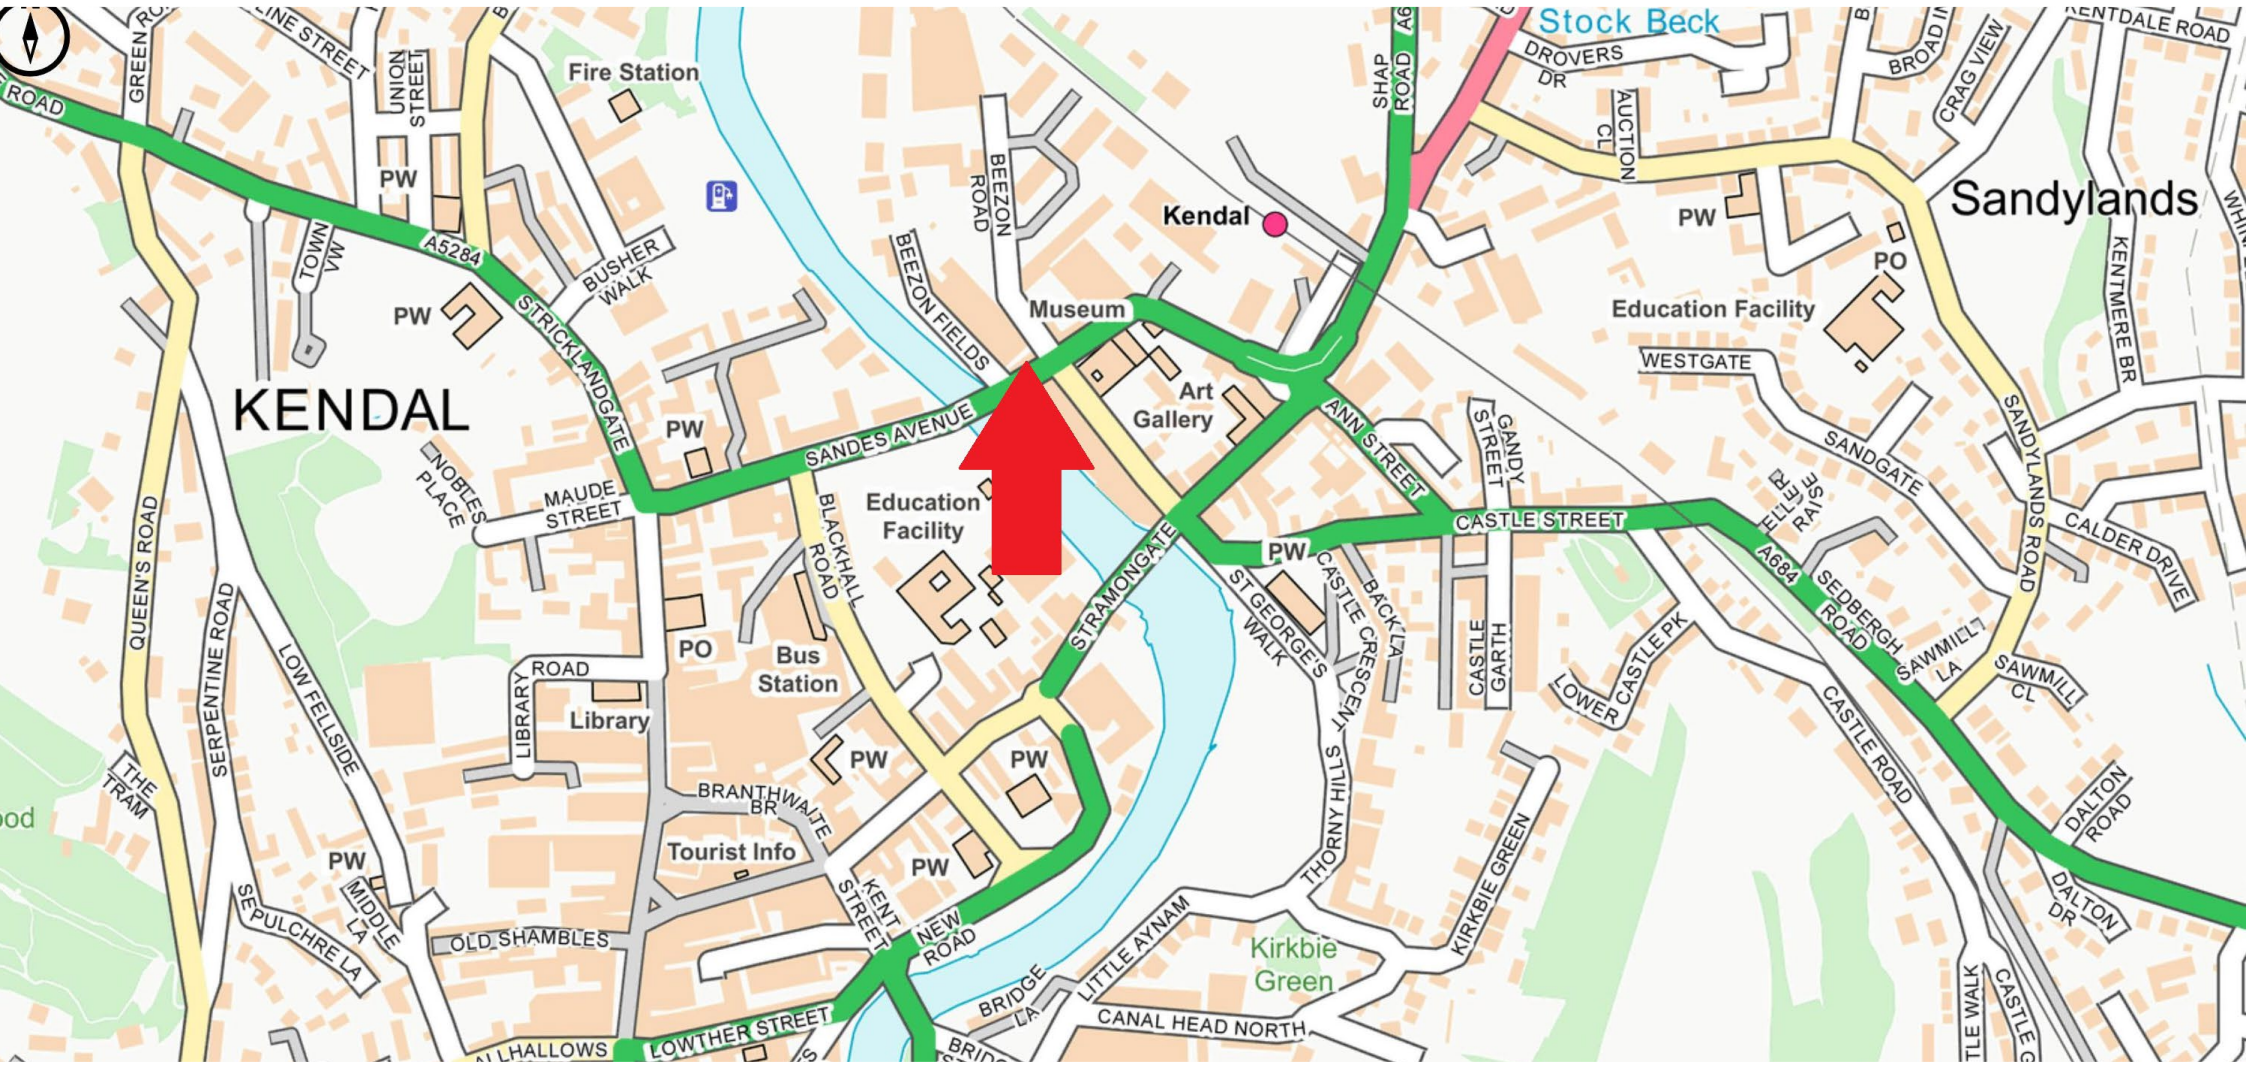 Stock Beck
SHAP
ROAD
DROVERS
DR
KENTDALE ROAD
CRAG VIEW
GREEN
UNION
STREET
Fire Station
ROAD
AUCTION
CL
BEEZON
ROAD
PW
Kendal
PW
Sandylands
TOWN
VW
A5284
BUSHER
WALK
BEEZON FIELDS
KENTMERE BR
PO
PW
STRICKLANDGATE
Museum
Education Facility
WESTGATE
KENDAL
Art
Gallery
ANN STREET
GANDY
STREET
SANDYLANDS ROAD
PW
SANDES AVENUE
SANDGATE
NOBLES
PLACE
MAUDE
STREET
Education
Facility
BLACKHALL
ROAD
ELLER
RAISE
CASTLE STREET
CALDER DRIVE
QUEEN'S ROAD
STRAMONGATE
PW
A684
SEDBERGH
ROAD
SERPENTINE ROAD
PO
Bus
Station
ST GEORGE'S
WALK
CASTLE CRESCENT
BACK LA
CASTLE
GARTH
CASTLE PK
LOWER
SAWMILL
LA
SAWMILL
CL
LOW FELLSIDE
ROAD
LIBRARY
Library
PW
PW
CASTLE ROAD
THE
TRAM
BRANTHWAITE
BR
THORNY HILLS
DALTON
ROAD
Tourist Info
PW
PW
KENT
STREET
KIRKBIE GREEN
MIDDLE
LA
SEPULCHRE LA
DALTON
DR
OLD SHAMBLES
NEW
ROAD
LITTLE AYNAM
Kirkbie
Green
BRIDGE
LA
CANAL HEAD NORTH
LOWTHER STREET